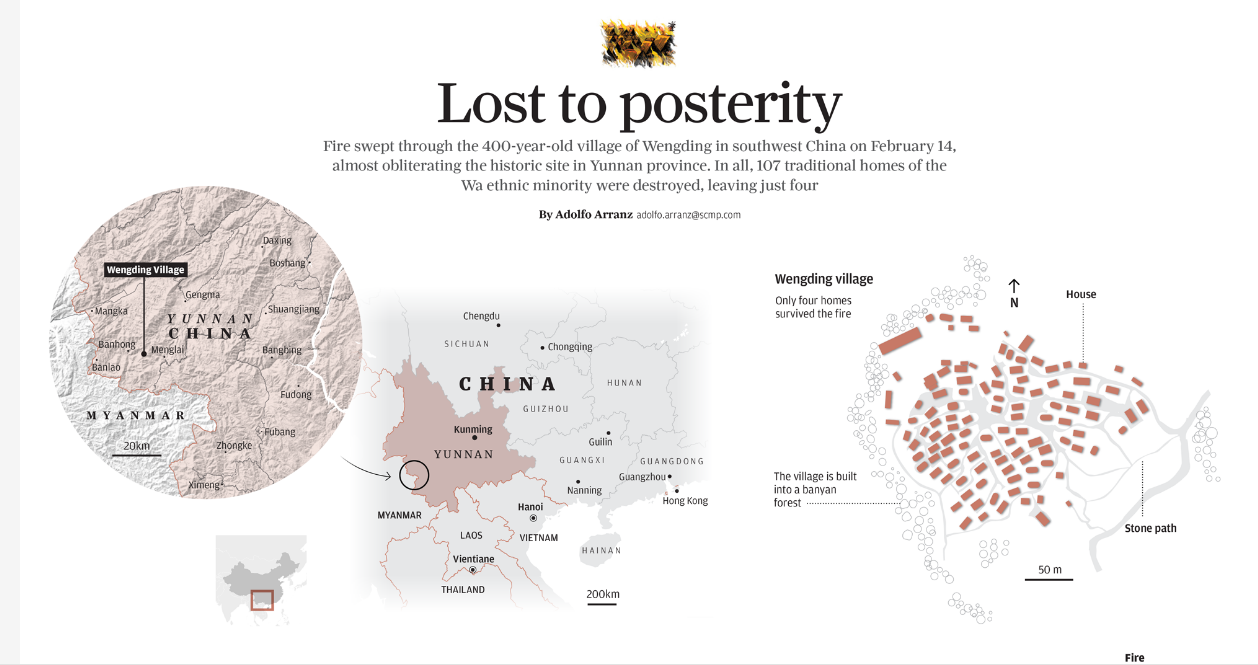 Lost to posterity
Fire swept through the 400-year-old village of Wengding in southwest China on February 14,
almost obliterating the historic site in Yunnan province. In all, 107 traditional homes of the
Wa ethnic minority were destroyed, leaving just four
By Adolfo Arranz adolfo.arranz@scmp.com
Daxing
Boshang
Wengding Village
Gengma
Mangka
Shuangjiang
YUNNAN
CHINA
Banhong
Menglai
Bangbing
Banlao
Fudong
MYANMAR
Fubang
20km
Zhongke
Ximeng
Chengdu
SICHUAN
Chongqing
CHINA
HUNAN
GUIZHOU
Kunming
Guilin
YUNNAN
GUANGXI
GUANGDONG
Guangzhou
Nanning
Hong Kong
Hanoi
MYANMAR
LAOS
VIETNAM
HAINAN
Vientiane
THAILAND
200km
Wengding village
Only four homes
survived the fire
N
House
The village is built
into a banyan
forest
Stone path
50 m
Fire